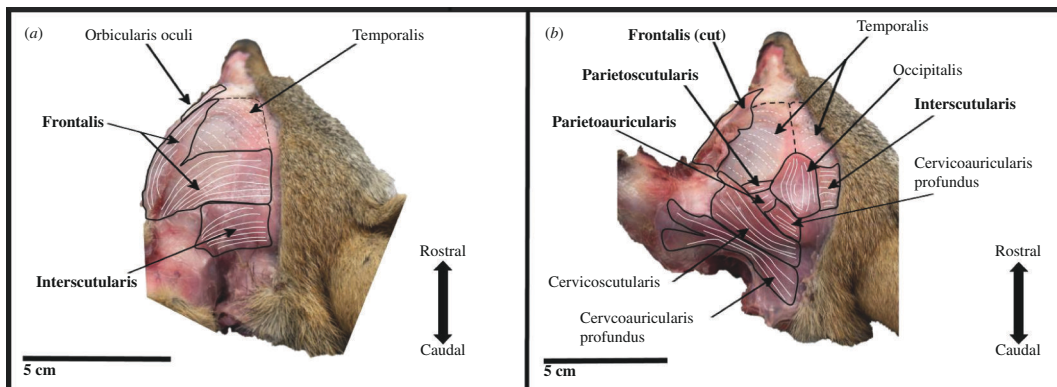 (a)
Orbicularis oculi
Temporalis
Frontalis
Interscutularis
Rostral
Caudal
5 cm
(b)
Frontalis (cut)
Temporalis
Parietoscutularis
Occipitalis
Parietoauricularis
Interscutularis
Cervicoauricularis
profundus
Cervicoscutularis
Cervcoauricularis
profundus
Rostral
Caudal
5 cm